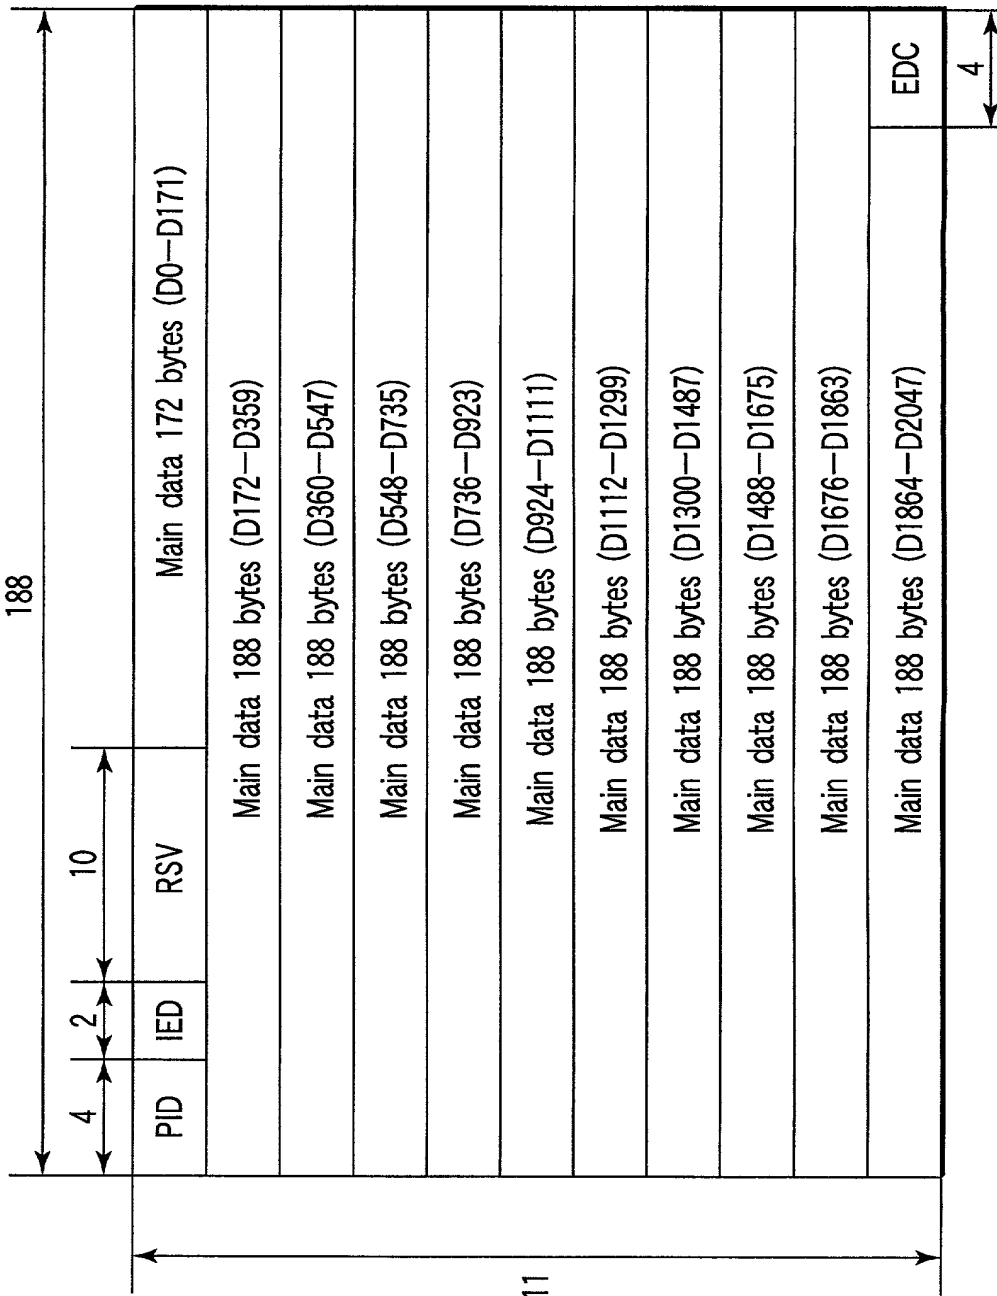 188
4
2
10
PID
IED
RSV
Main data 172 bytes (D0—D171)
Main data 188 bytes (D172—D359)
Main data 188 bytes (D360—D547)
Main data 188 bytes (D548—D735)
Main data 188 bytes (D736—D923)
Main data 188 bytes (D924—D1111)
Main data 188 bytes (D1112—D1299)
Main data 188 bytes (D1300—D1487)
Main data 188 bytes (D1488—D1675)
Main data 188 bytes (D1676—D1863)
Main data 188 bytes (D1864—D2047)
EDC
4
11